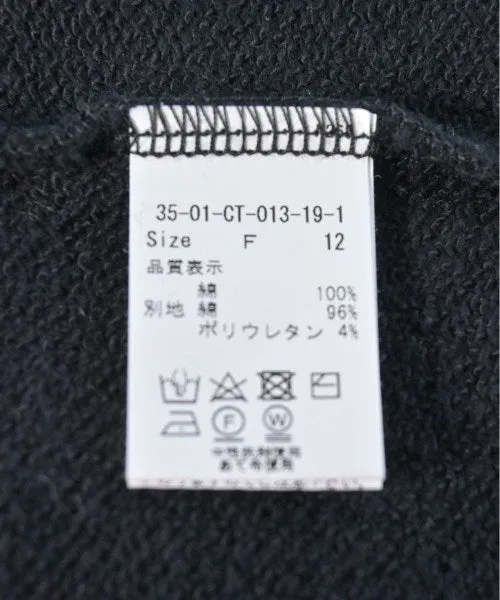 35-01-CT-013-19-1
Size F 12
品質表示
綿 100%
別地 綿 96%
ポリウレタン 4%
F W
中性洗剤使用
あて布使用